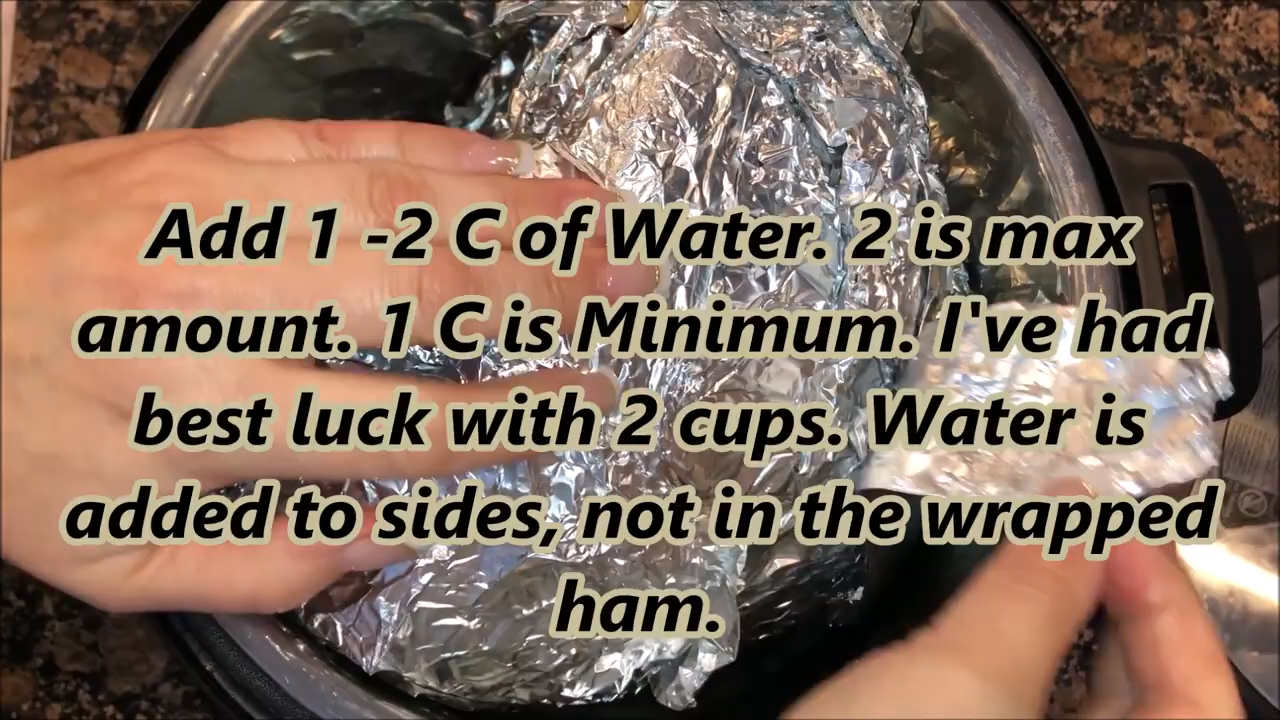 Add 1 -2 C of Water. 2 is max
amount. 1 C is Minimum. I've had
best luck with 2 cups. Water is
added to sides, not in the wrapped
ham.